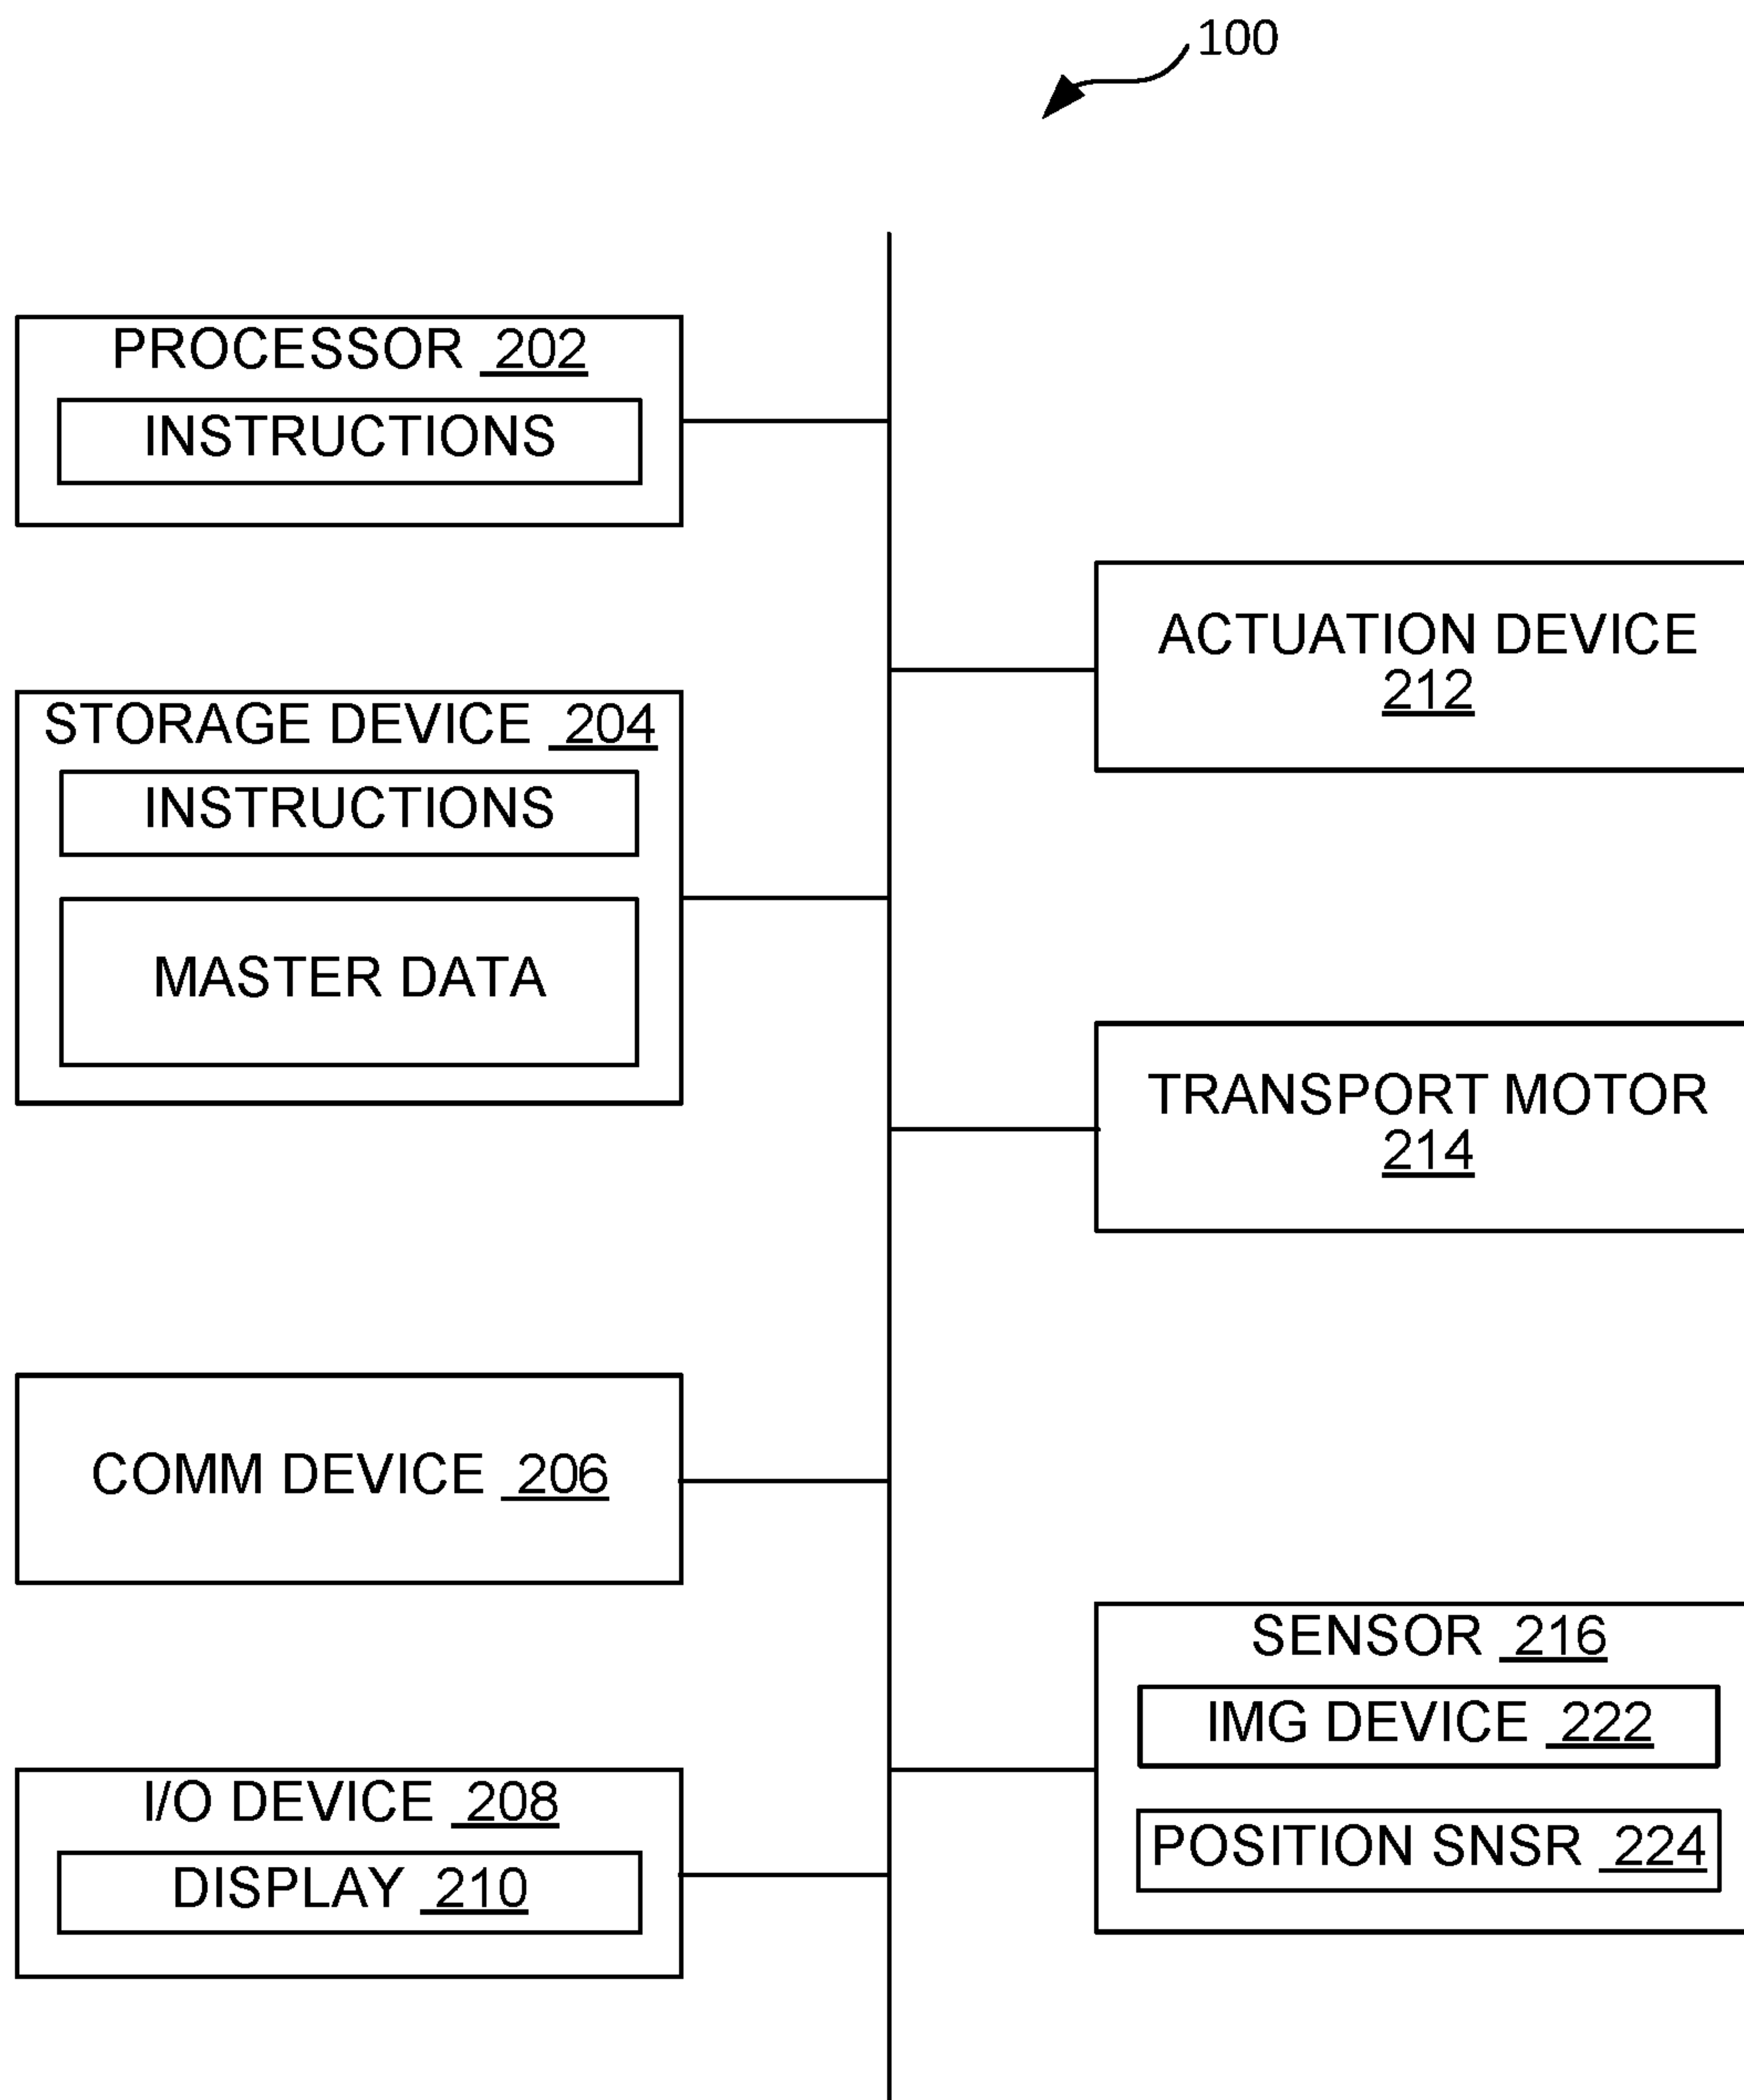 100
PROCESSOR 202
INSTRUCTIONS
STORAGE DEVICE 204
INSTRUCTIONS
MASTER DATA
COMM DEVICE 206
I/O DEVICE 208
DISPLAY 210
ACTUATION DEVICE
212
TRANSPORT MOTOR
214
SENSOR 216
IMG DEVICE 222
POSITION SNSR 224